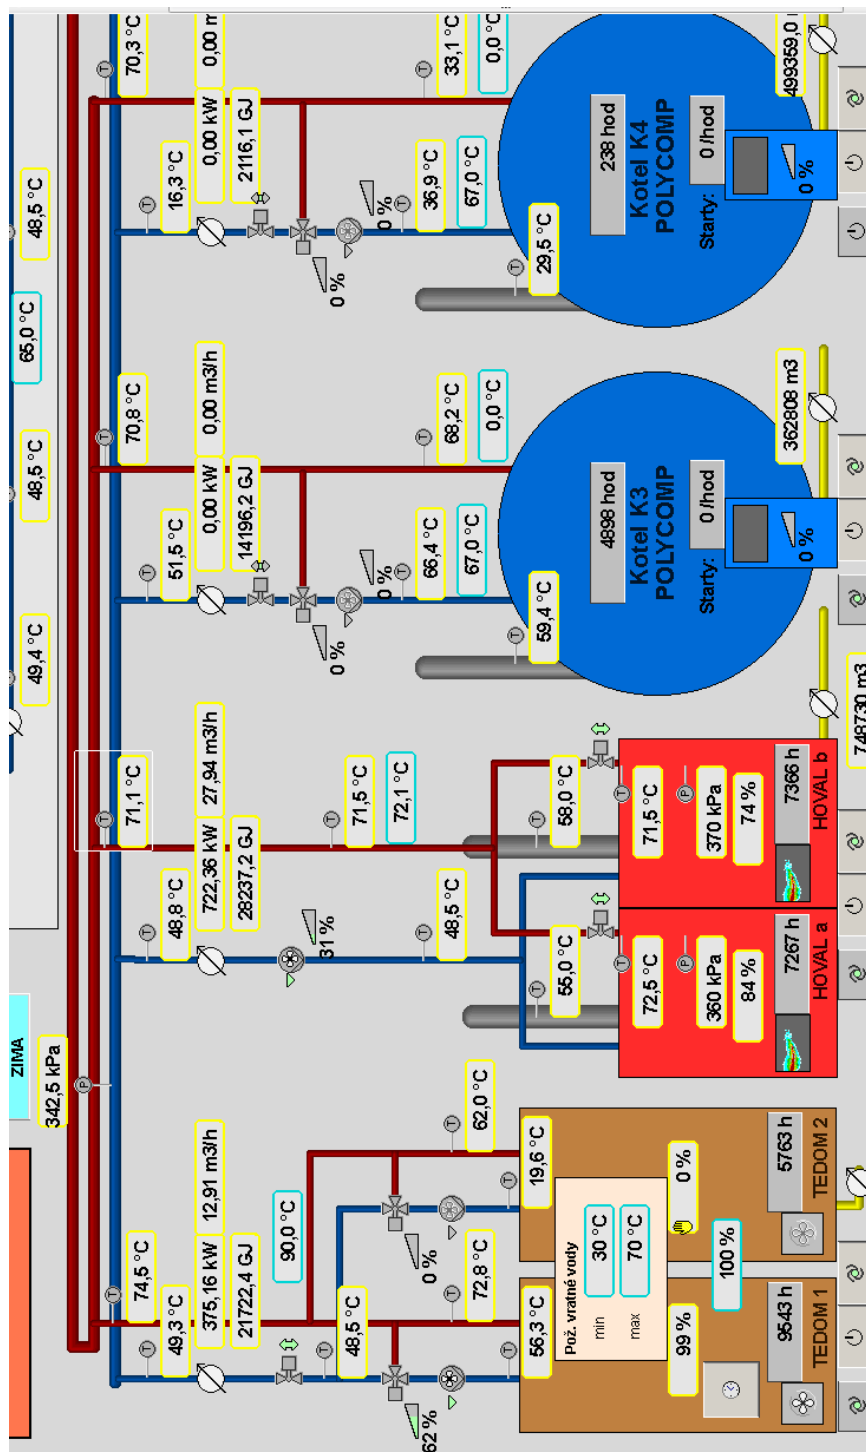 ZIMA
49,4 °C
48,5 °C
65,0 °C
48,5 °C
342,5 kPa
74,5 °C
71,1 °C
70,8 °C
70,3 °C
49,3 °C
48,8 °C
51,5 °C
16,3 °C
375,16 kW 12,91 m3/h
722,36 kW 27,94 m3/h
0,00 kW 0,00 m3/h
0,00 kW 0,00 m3/h
21722,4 GJ
28237,2 GJ
14196,2 GJ
2116,1 GJ
90,0 °C
31 %
0 %
0 %
48,5 °C
71,5 °C
72,1 °C
0 %
0 %
62 %
0 %
72,8 °C
62,0 °C
48,5 °C
66,4 °C
68,2 °C
67,0 °C
0,0 °C
36,9 °C
33,1 °C
67,0 °C
0,0 °C
56,3 °C
19,6 °C
55,0 °C
58,0 °C
59,4 °C
29,5 °C
Pož. vratné vody
min 30 °C
max 70 °C
99 %
0 %
100 %
9543 h
TEDOM 1
5763 h
TEDOM 2
72,5 °C
360 kPa
84 %
7267 h
HOVAL a
71,5 °C
370 kPa
74 %
7366 h
HOVAL b
4898 hod
Kotel K3
POLYCOMP
Starty: 0 /hod
0 %
238 hod
Kotel K4
POLYCOMP
Starty: 0 /hod
0 %
748730 m3
362808 m3
499359,0 m3